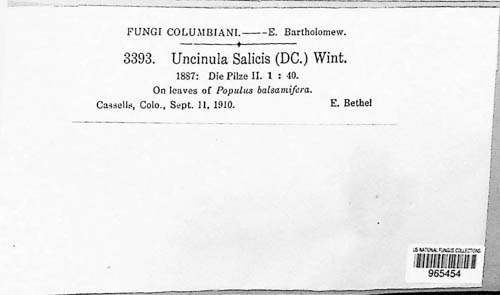 FUNGI COLUMBIANI.——E. Bartholomew.
3393. Uncinula Salicis (DC.) Wint.
1887: Die Pilze II. 1 : 40.
On leaves of Populus balsamifera.
Cassells, Colo., Sept. 11, 1910. E. Bethel
US NATIONAL FUNGUS COLLECTIONS
965454